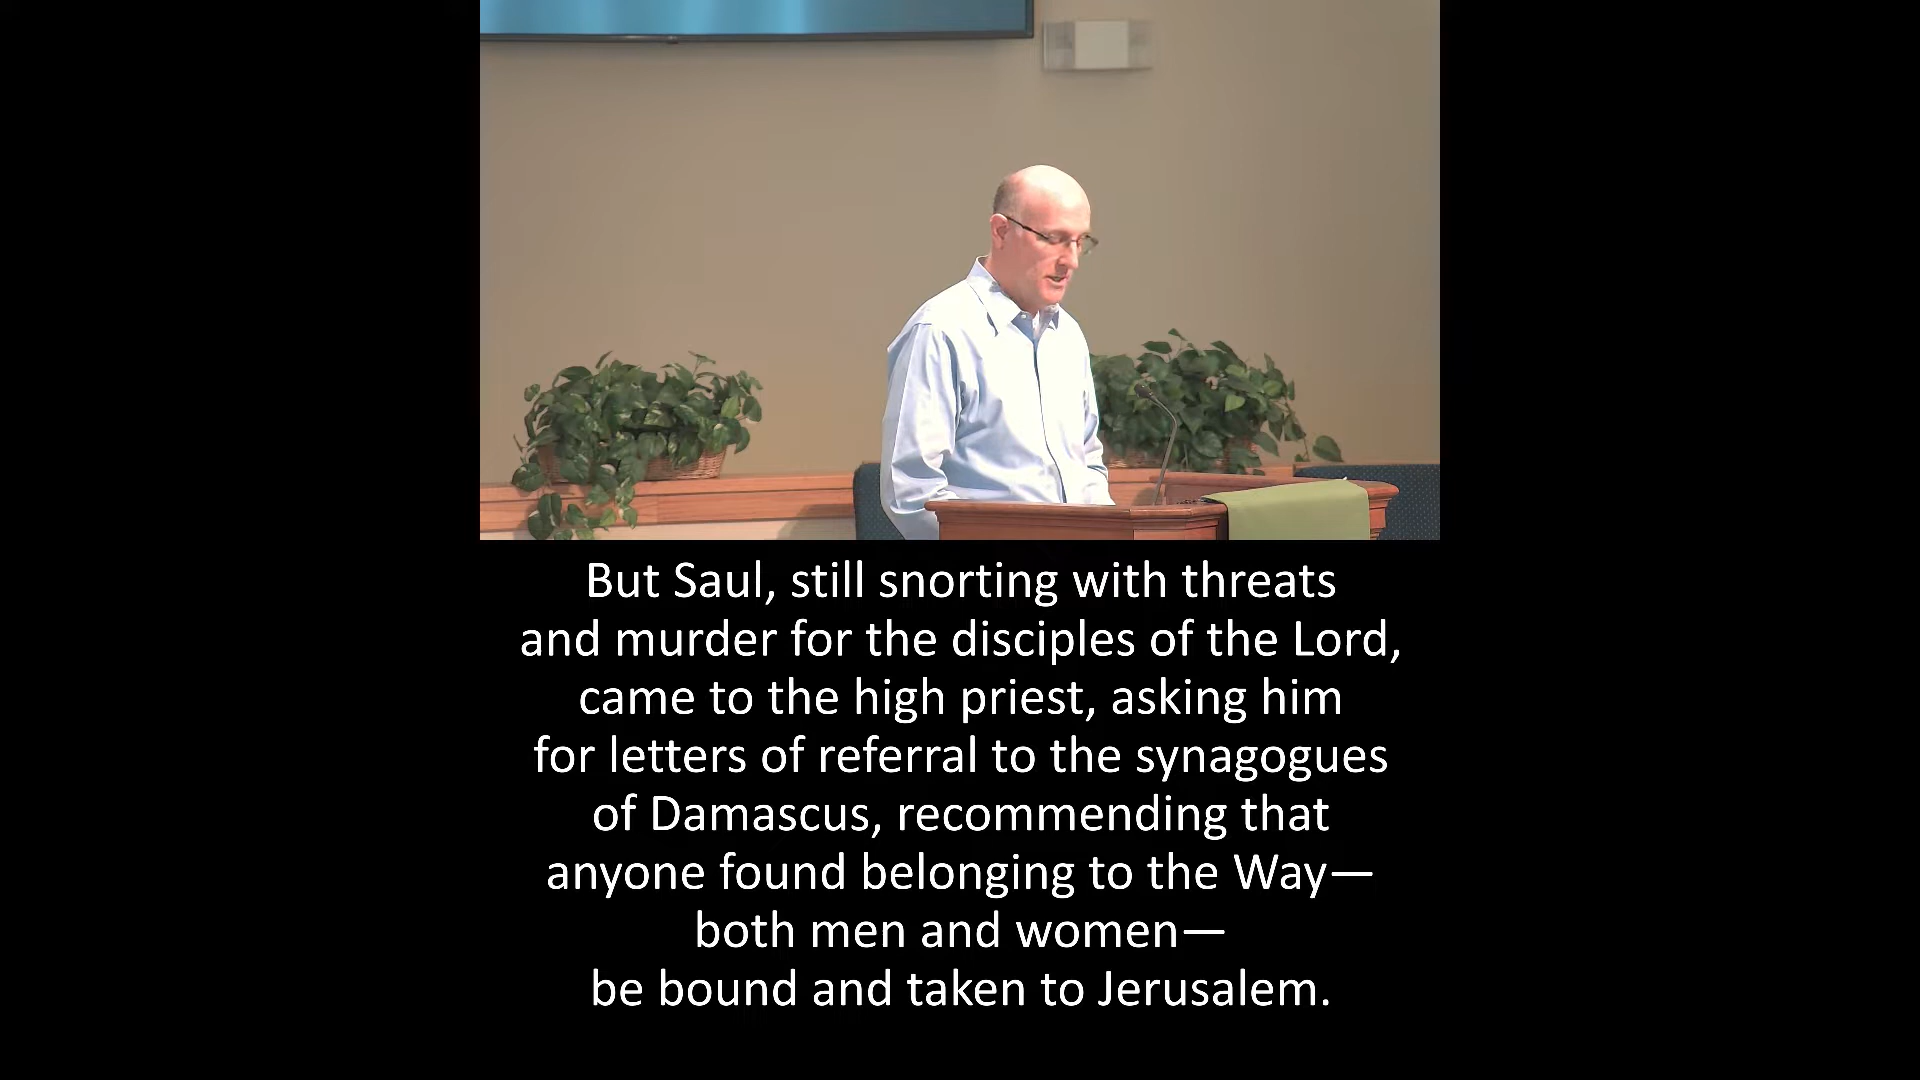 But Saul, still snorting with threats
and murder for the disciples of the Lord,
came to the high priest, asking him
for letters of referral to the synagogues
of Damascus, recommending that
anyone found belonging to the Way—
both men and women—
be bound and taken to Jerusalem.